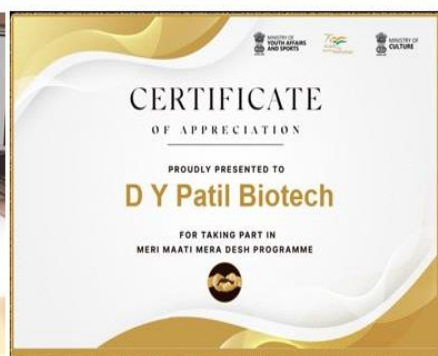 MINISTRY OF
YOUTH AFFAIRS
AND SPORTS
MINISTRY OF
CULTURE
CERTIFICATE
OF APPRECIATION
PROUDLY PRESENTED TO
D Y Patil Biotech
FOR TAKING PART IN
MERI MAATI MERA DESH PROGRAMME